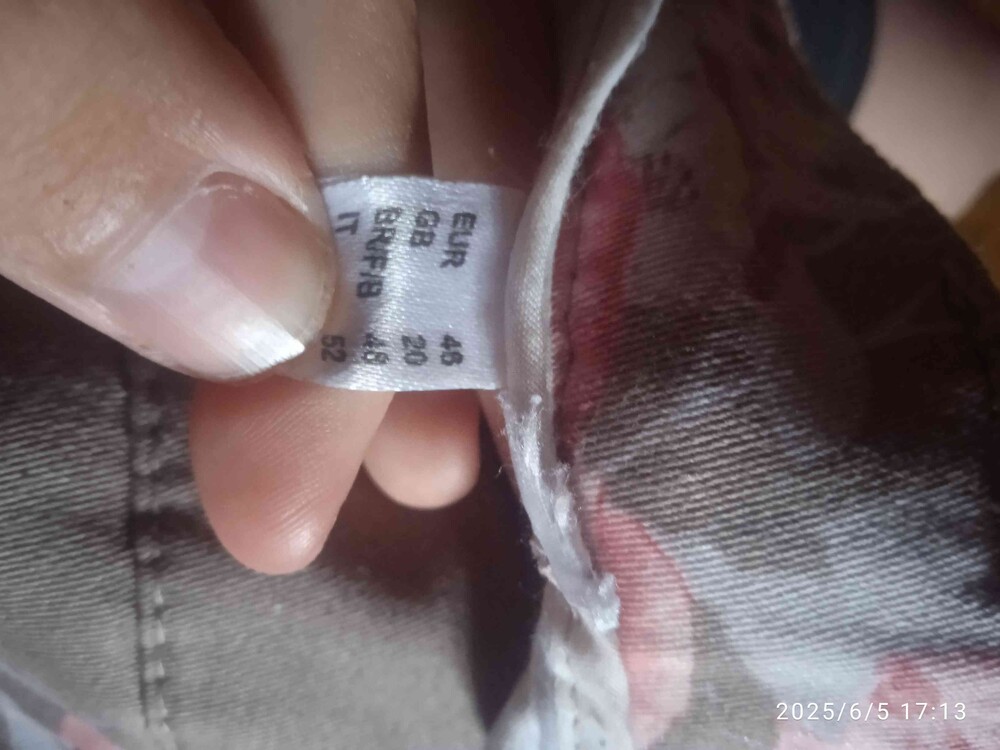 EUR 46
GB 20
BR/F/B 48
IT 52
2025/6/5 17:13